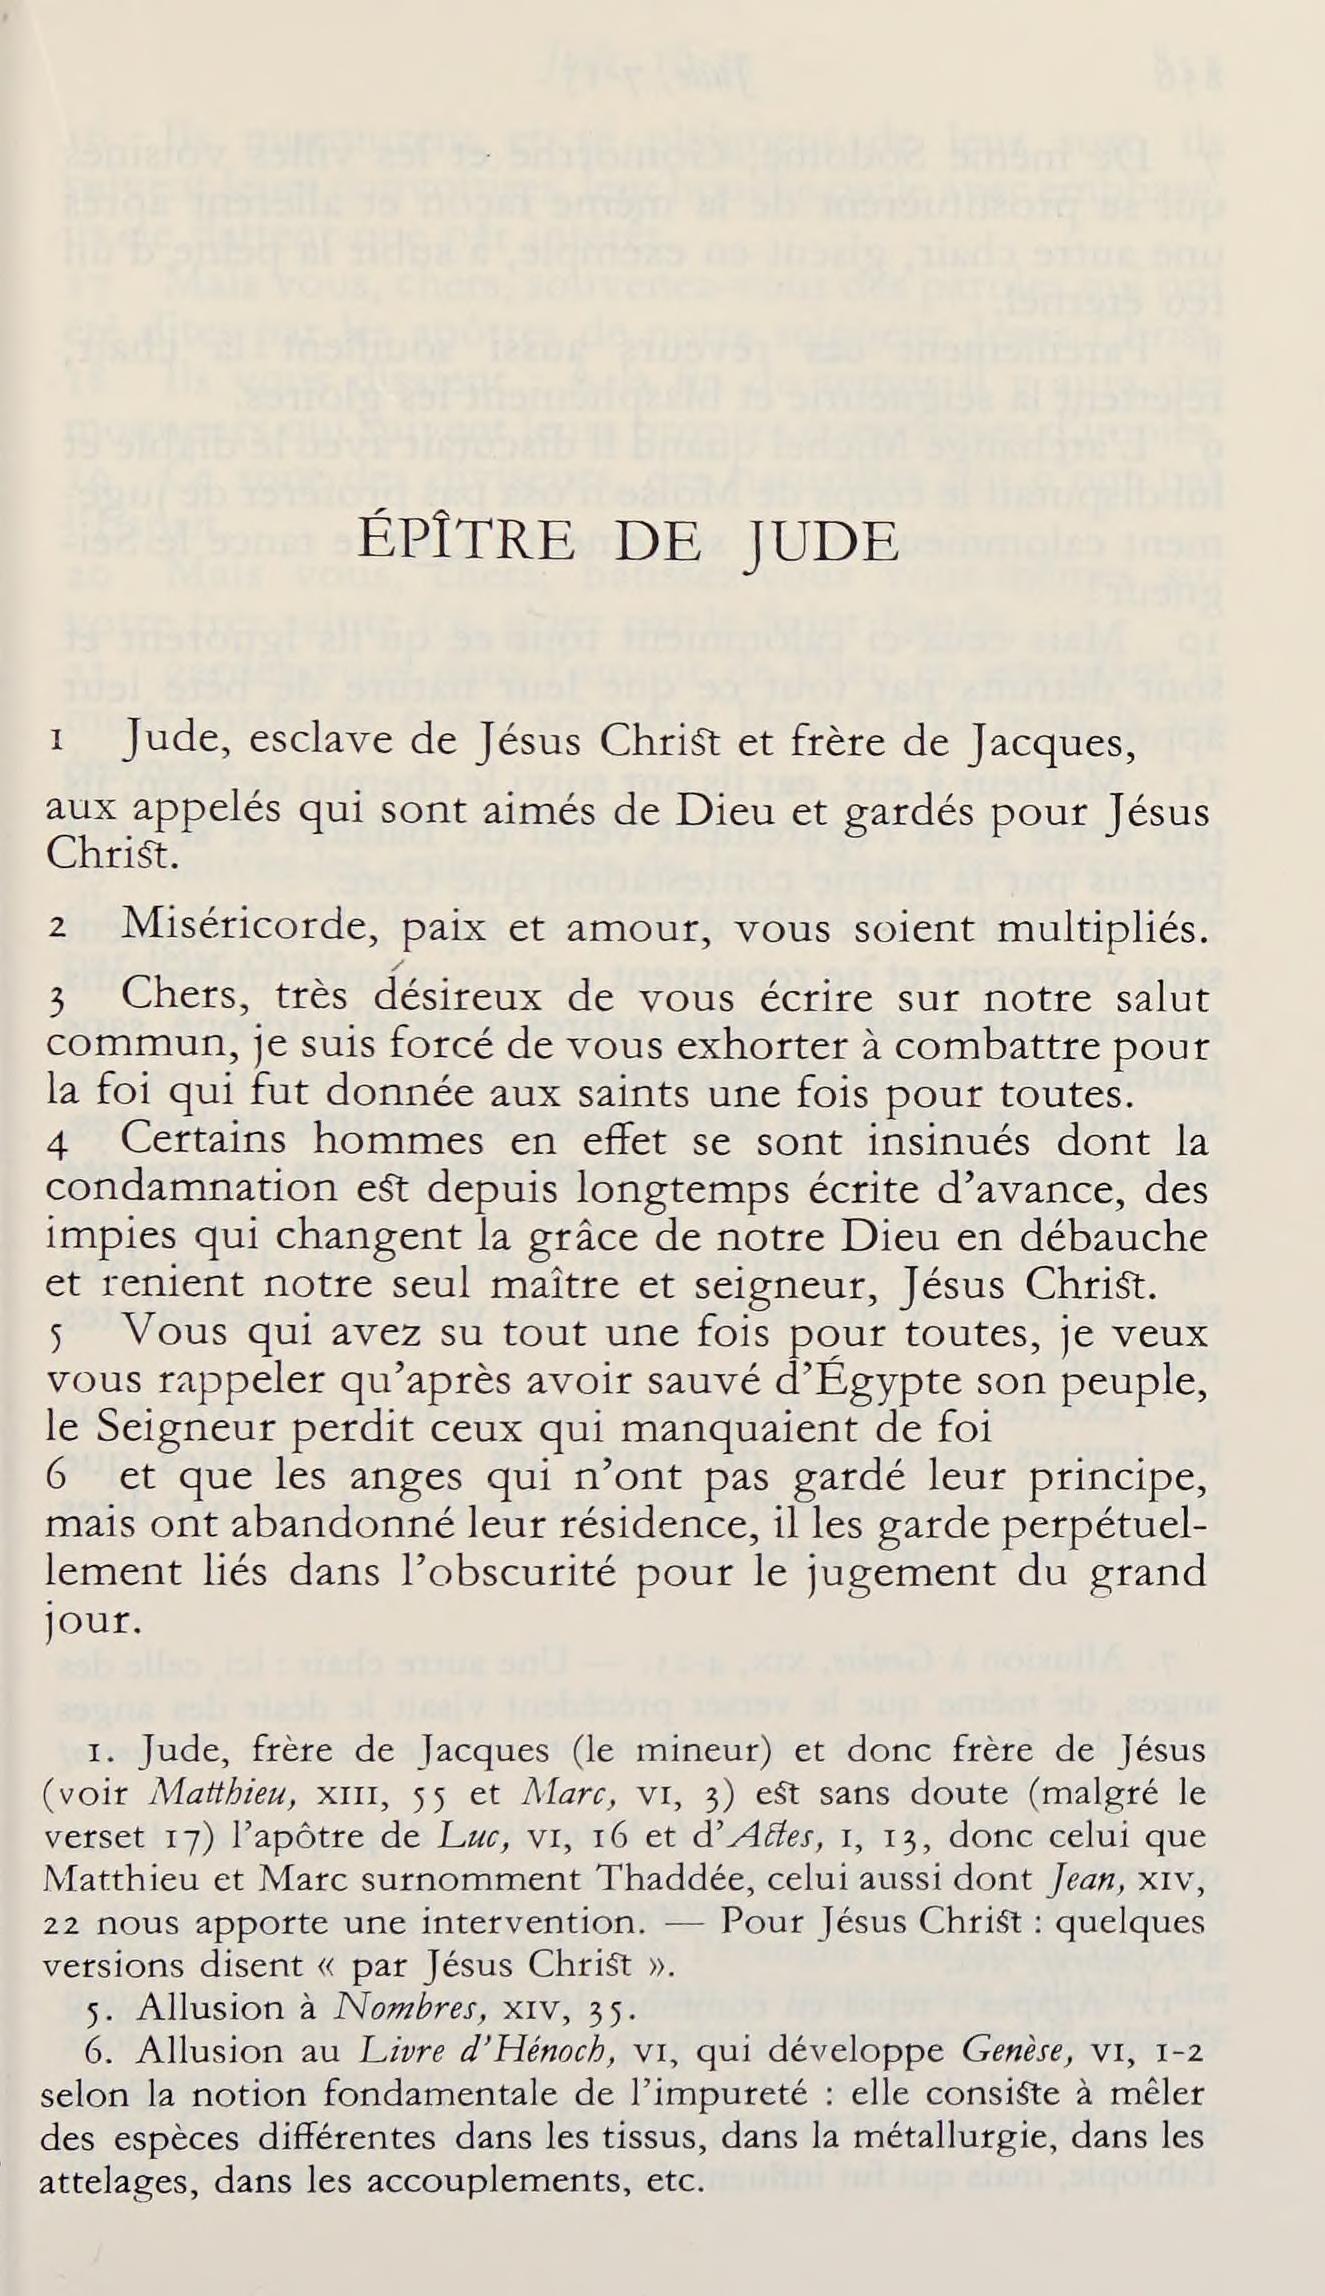 ÉPÎTRE DE JUDE
1 Jude, esclave de Jésus Christ et frère de Jacques,
aux appelés qui sont aimés de Dieu et gardés pour Jésus
Christ.
2 Miséricorde, paix et amour, vous soient multipliés.
3 Chers, très désireux de vous écrire sur notre salut
commun, je suis forcé de vous exhorter à combattre pour
la foi qui fut donnée aux saints une fois pour toutes.
4 Certains hommes en effet se sont insinués dont la
condamnation est depuis longtemps écrite d’avance, des
impies qui changent la grâce de notre Dieu en débauche
et renient notre seul maître et seigneur, Jésus Christ.
5 Vous qui avez su tout une fois pour toutes, je veux
vous rappeler qu’après avoir sauvé d’Égypte son peuple,
le Seigneur perdit ceux qui manquaient de foi
6 et que les anges qui n’ont pas gardé leur principe,
mais ont abandonné leur résidence, il les garde perpétuel-
lement liés dans l’obscurité pour le jugement du grand
jour.
1. Jude, frère de Jacques (le mineur) et donc frère de Jésus
(voir Matthieu, XIII, 55 et Marc, VI, 3) est sans doute (malgré le
verset 17) l’apôtre de Luc, VI, 16 et d’Actes, I, 13, donc celui que
Matthieu et Marc surnomment Thaddée, celui aussi dont Jean, XIV,
22 nous apporte une intervention. — Pour Jésus Christ : quelques
versions disent « par Jésus Christ ».
5. Allusion à Nombres, XIV, 35.
6. Allusion au Livre d’Hénoch, VI, qui développe Genèse, VI, 1-2
selon la notion fondamentale de l’impureté : elle consiste à mêler
des espèces différentes dans les tissus, dans la métallurgie, dans les
attelages, dans les accouplements, etc.